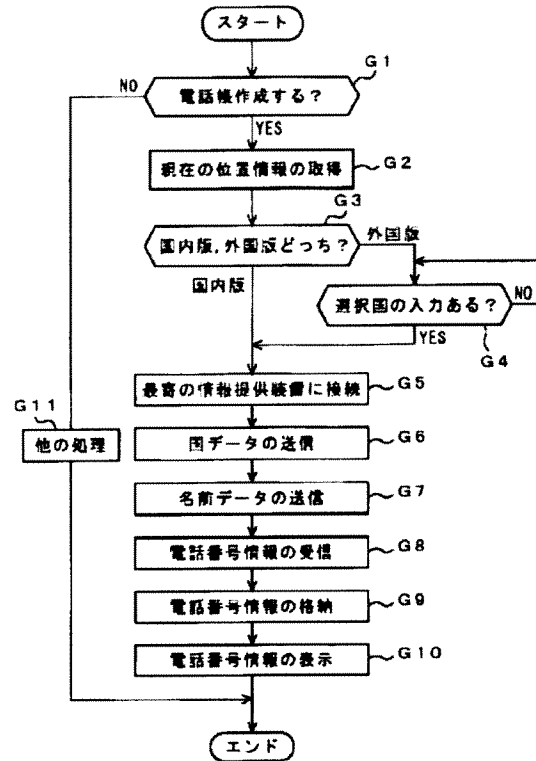 スタート
G1
NO
電話帳作成する？
YES
現在の位置情報の取得
G2
G3
国内版，外国版どっち？
外国版
国内版
選択国の入力ある？
NO
YES
G4
最寄の情報提供装置に接続
G5
G11
他の処理
国データの送信
G6
名前データの送信
G7
電話番号情報の受信
G8
電話番号情報の格納
G9
電話番号情報の表示
G10
エンド